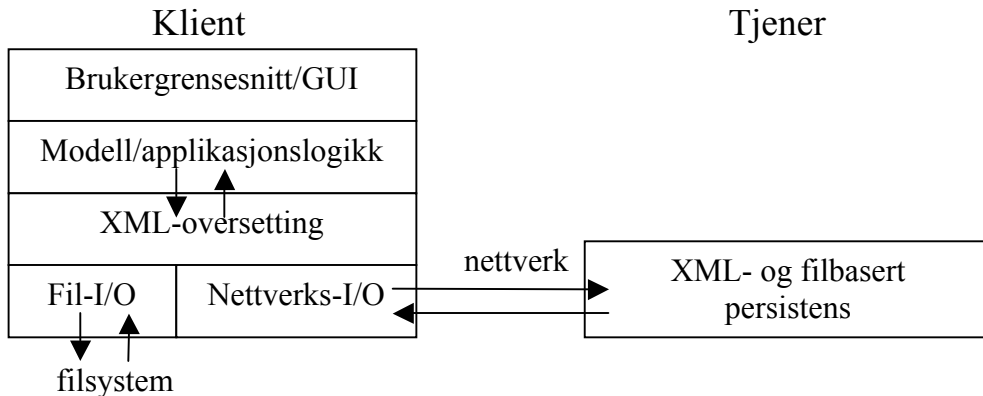 Klient
Tjener
Brukergrensesnitt/GUI
Modell/applikasjonslogikk
XML-oversetting
Fil-I/O
Nettverks-I/O
nettverk
XML- og filbasert
persistens
filsystem